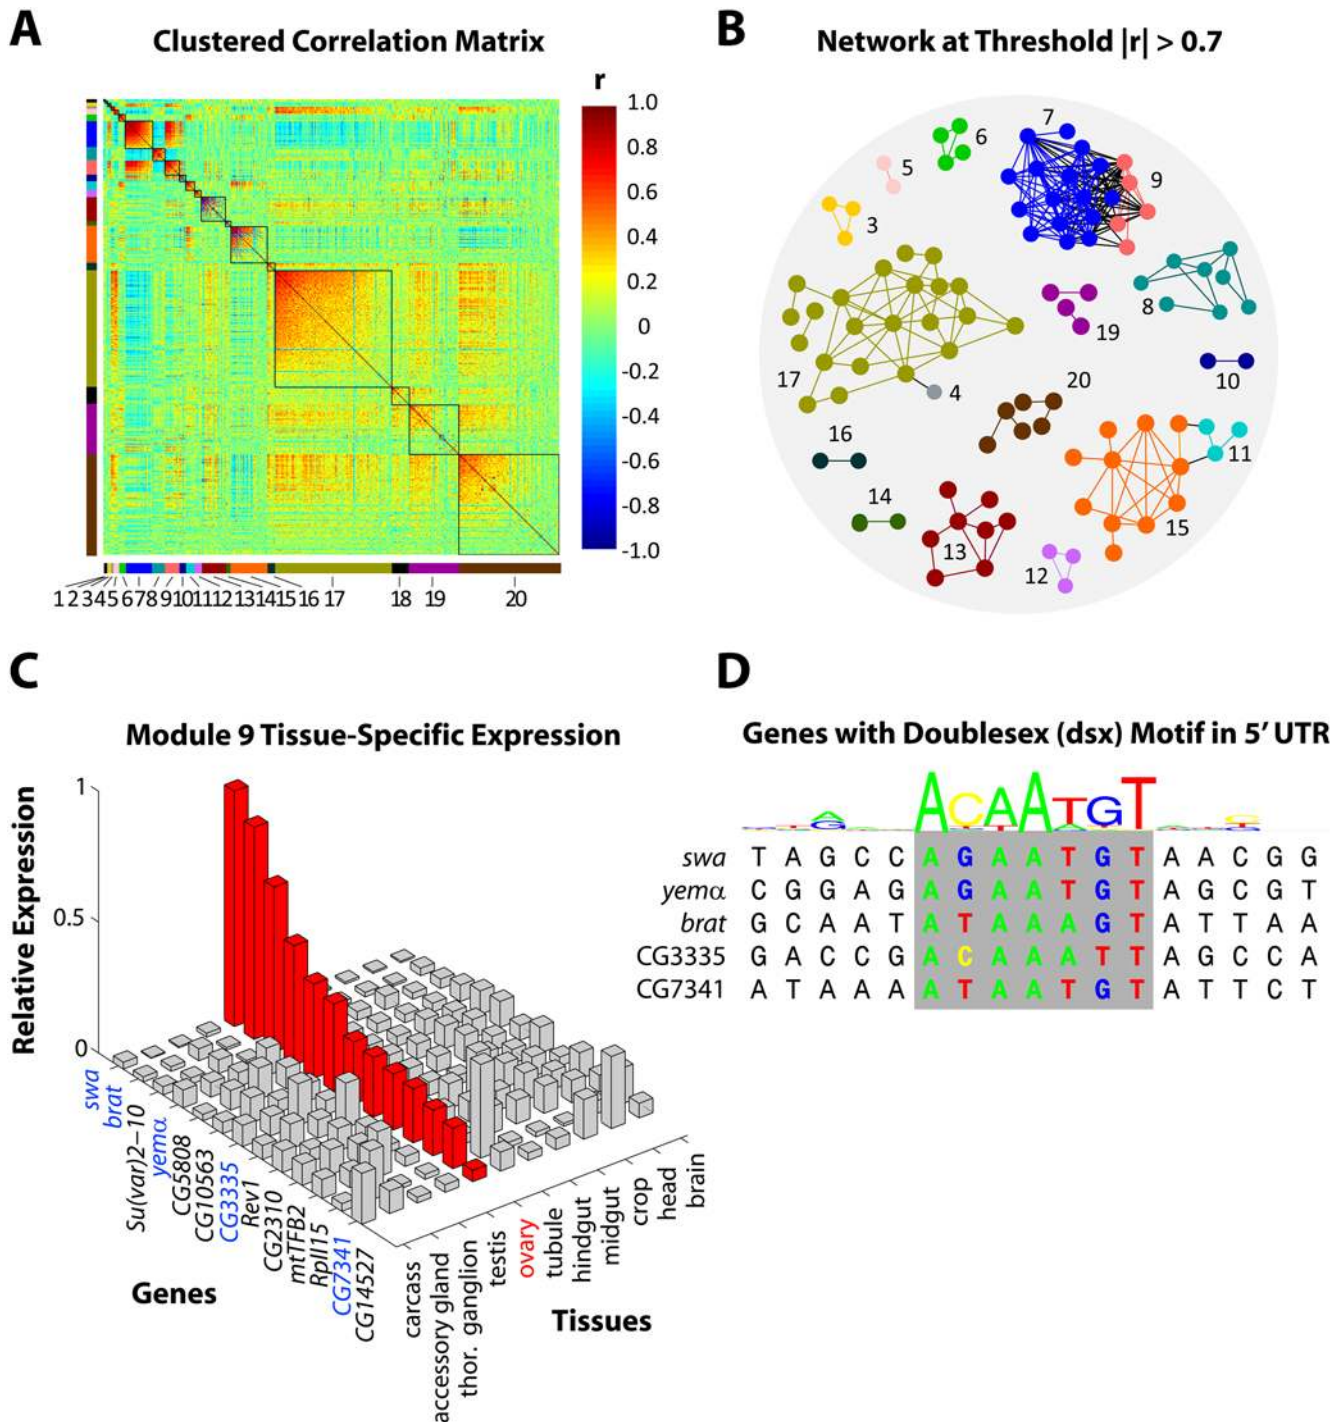 A
Clustered Correlation Matrix
r
1.0
0.8
0.6
0.4
0.2
0
-0.2
-0.4
-0.6
-0.8
-1.0
1 2 3 4 5 6 7 8 9 10 11 12 13 14 15 16 17 18 19 20
B
Network at Threshold |r| > 0.7
7
6
5
9
3
8
19
17
4
20
10
16
11
14
15
13
12
C
Module 9 Tissue-Specific Expression
Relative Expression
1
0.5
0
swa
brat
Su(var)2-10
yemα
CG5808
CG10563
CG3335
Rev1
CG2310
mtTFB2
RpII15
CG7341
CG14527
Genes
carcass
accessory gland
thor. ganglion
testis
ovary
tubule
hindgut
midgut
crop
head
brain
Tissues
D
Genes with Doublesex (dsx) Motif in 5' UTR
ACAATGT
swa T A G C C A G A A T G T A A C G G
yemα C G G A G A G A A T G T A G C G T
brat G C A A T A T A A A G T A T T A A
CG3335 G A C C G A C A A A T T A G C C A
CG7341 A T A A A A T A A T G T A T T C T